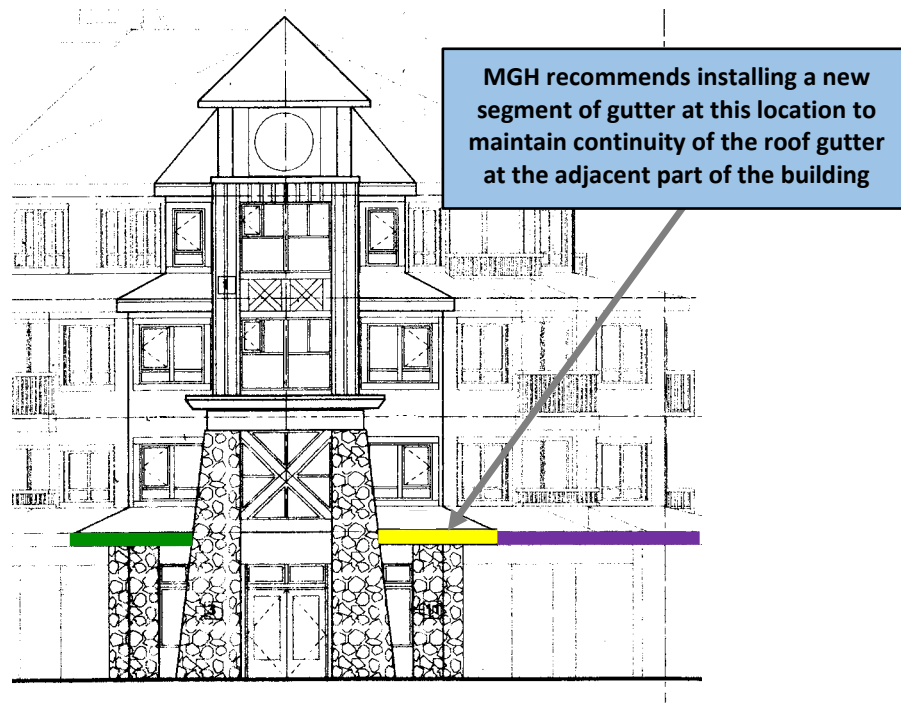 MGH recommends installing a new
segment of gutter at this location to
maintain continuity of the roof gutter
at the adjacent part of the building